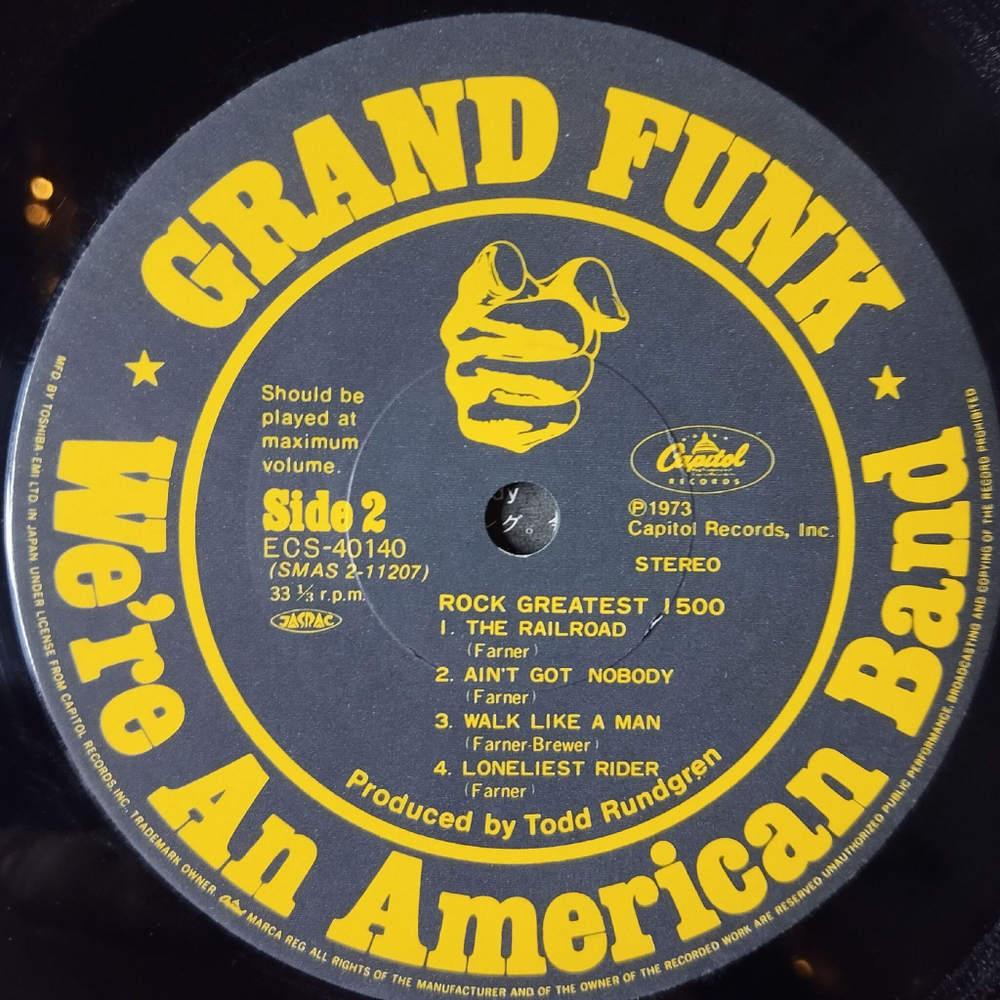 GRAND FUNK
Should be
played at
maximum
volume.
Side 2
ECS-40140
(SMAS 2-11207)
33 ⅓ r.p.m.
JASRAC
Capitol
RECORDS
℗1973
Capitol Records, Inc.
STEREO
ROCK GREATEST 1500
1. THE RAILROAD
(Farner)
2. AIN'T GOT NOBODY
(Farner)
3. WALK LIKE A MAN
(Farner-Brewer)
4. LONELIEST RIDER
(Farner)
Produced by Todd Rundgren
We're An American Band
MFD BY TOSHIBA-EMI LTD. IN JAPAN UNDER LICENSE FROM CAPITOL RECORDS, INC., TRADEMARK OWNER. MARCA REG ALL RIGHTS OF THE MANUFACTURER AND OF THE OWNER OF THE RECORDED WORK ARE RESERVED UNAUTHORIZED PUBLIC PERFORMANCE, BROADCASTING AND COPYING OF THE RECORD PROHIBITED